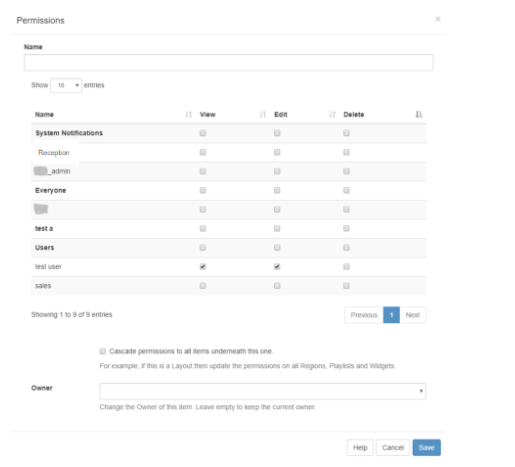 Permissions ×
Name
Show 10 entries
Name View Edit Delete
System Notifications
Reception
_admin
Everyone
test a
Users
test user
sales
Showing 1 to 9 of 9 entries Previous 1 Next
Cascade permissions to all items underneath this one.
For example, if this is a Layout then update the permissions on all Regions, Playlists and Widgets.
Owner
Change the Owner of this item. Leave empty to keep the current owner.
Help Cancel Save